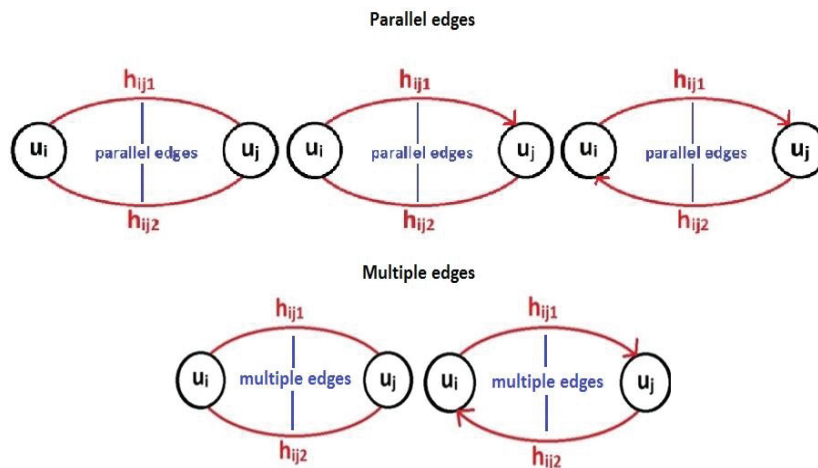 Parallel edges
hij1 hij1 hij1
ui parallel edges uj ui parallel edges uj ui parallel edges uj
hij2 hij2 hij2
Multiple edges
hij1 hij1
ui multiple edges uj ui multiple edges uj
hij2 hij2